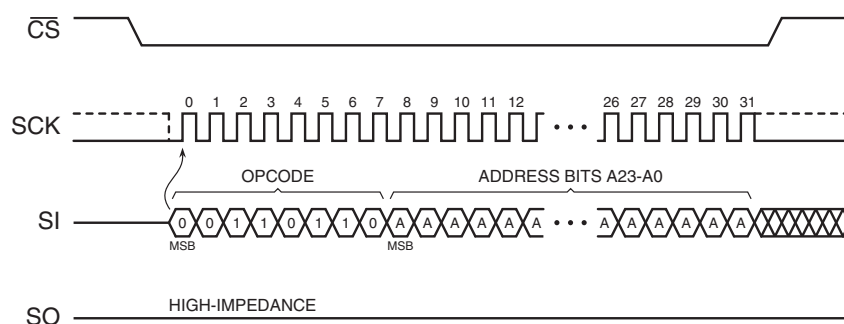 CS
0 1 2 3 4 5 6 7 8 9 10 11 12 26 27 28 29 30 31
SCK
OPCODE ADDRESS BITS A23-A0
SI 0 0 1 1 0 1 1 0 A A A A A A A A A A A A
MSB MSB
HIGH-IMPEDANCE
SO